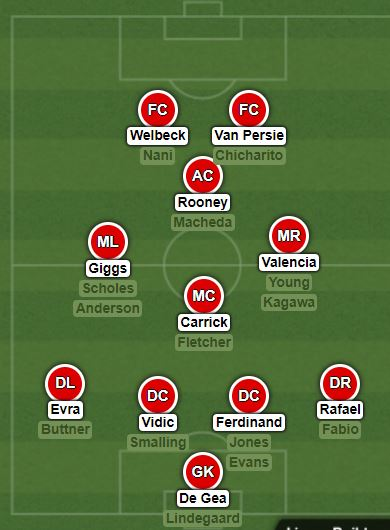 FC FC
Welbeck Van Persie
Nani Chicharito
AC
Rooney
Macheda
ML MR
Giggs Valencia
Scholes Young
Anderson Kagawa
MC
Carrick
Fletcher
DL DC DC DR
Evra Vidic Ferdinand Rafael
Buttner Smalling Jones Fabio
Evans
GK
De Gea
Lindegaard